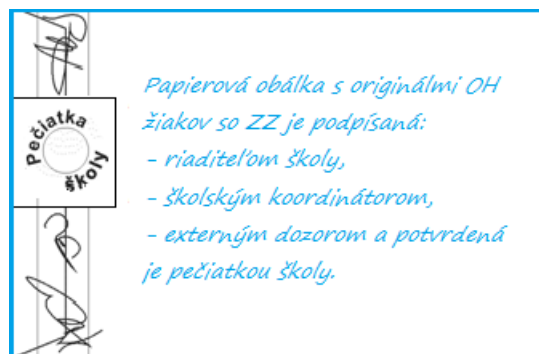 Pečiatka
školy
Papierová obálka s originálmi OH
žiakov so ZZ je podpísaná:
- riaditeľom školy,
- školským koordinátorom,
- externým dozorom a potvrdená
je pečiatkou školy.